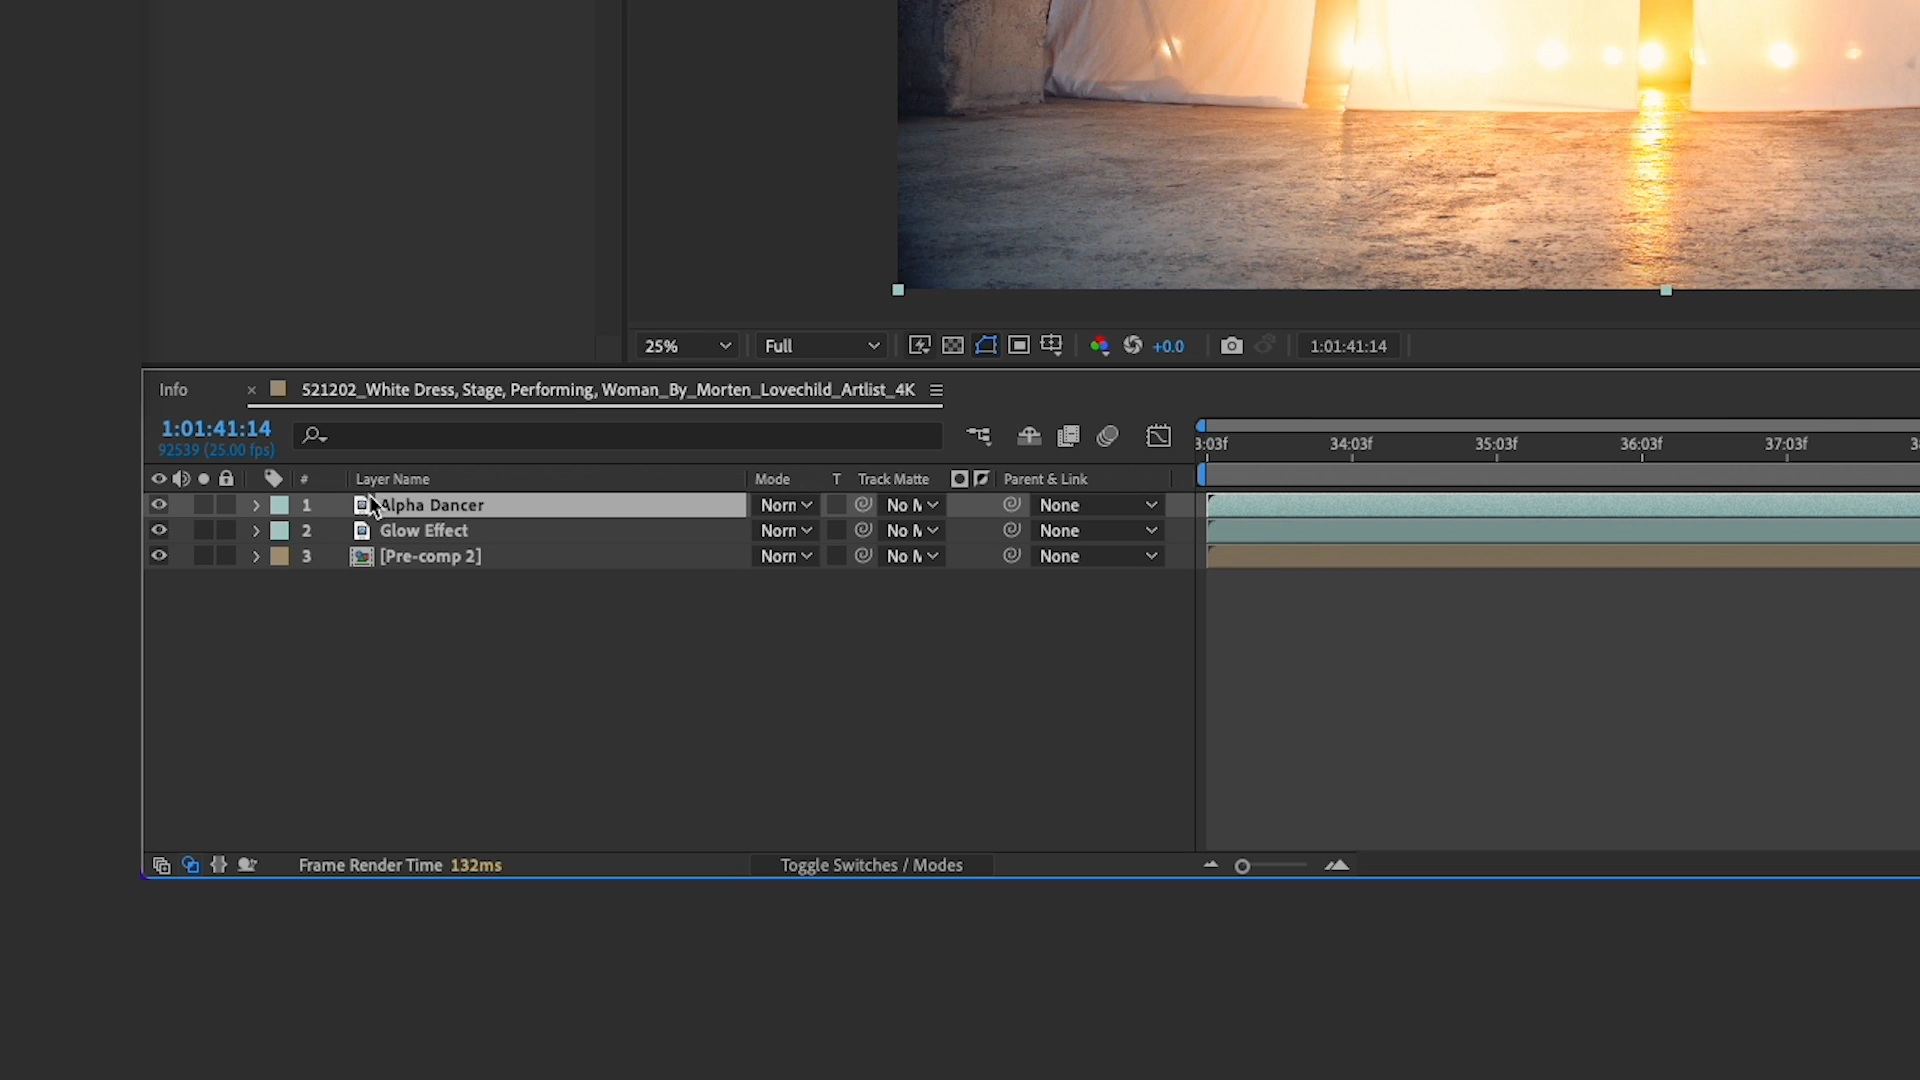 25%
Full
+0.0
1:01:41:14
Info
× 521202_White Dress, Stage, Performing, Woman_By_Morten_Lovechild_Artlist_4K
1:01:41:14
92539 (25.00 fps)
3:03f 34:03f 35:03f 36:03f 37:03f
# Layer Name Mode T Track Matte Parent & Link
1 Alpha Dancer Norn No M None
2 Glow Effect Norn No M None
3 [Pre-comp 2] Norn No M None
Frame Render Time 132ms
Toggle Switches / Modes